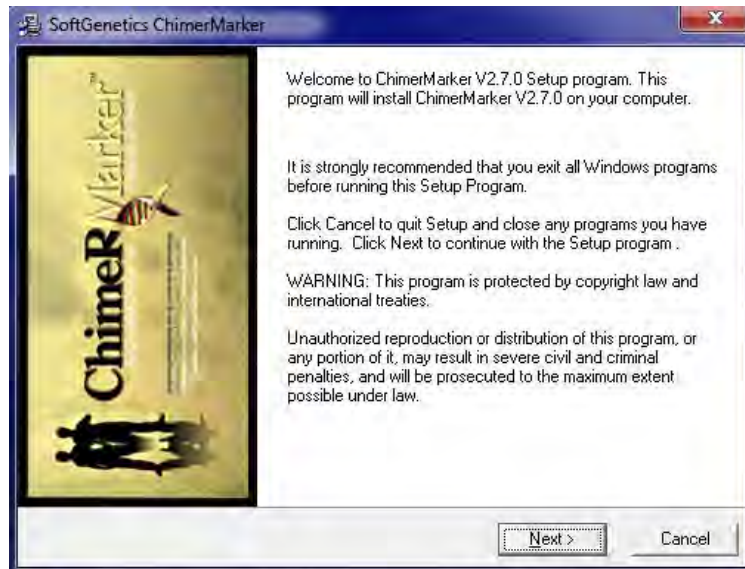 SoftGenetics ChimerMarker
ChimeRMarker™
Welcome to ChimerMarker V2.7.0 Setup program. This
program will install ChimerMarker V2.7.0 on your computer.
It is strongly recommended that you exit all Windows programs
before running this Setup Program.
Click Cancel to quit Setup and close any programs you have
running. Click Next to continue with the Setup program .
WARNING: This program is protected by copyright law and
international treaties.
Unauthorized reproduction or distribution of this program, or
any portion of it, may result in severe civil and criminal
penalties, and will be prosecuted to the maximum extent
possible under law.
Next >
Cancel